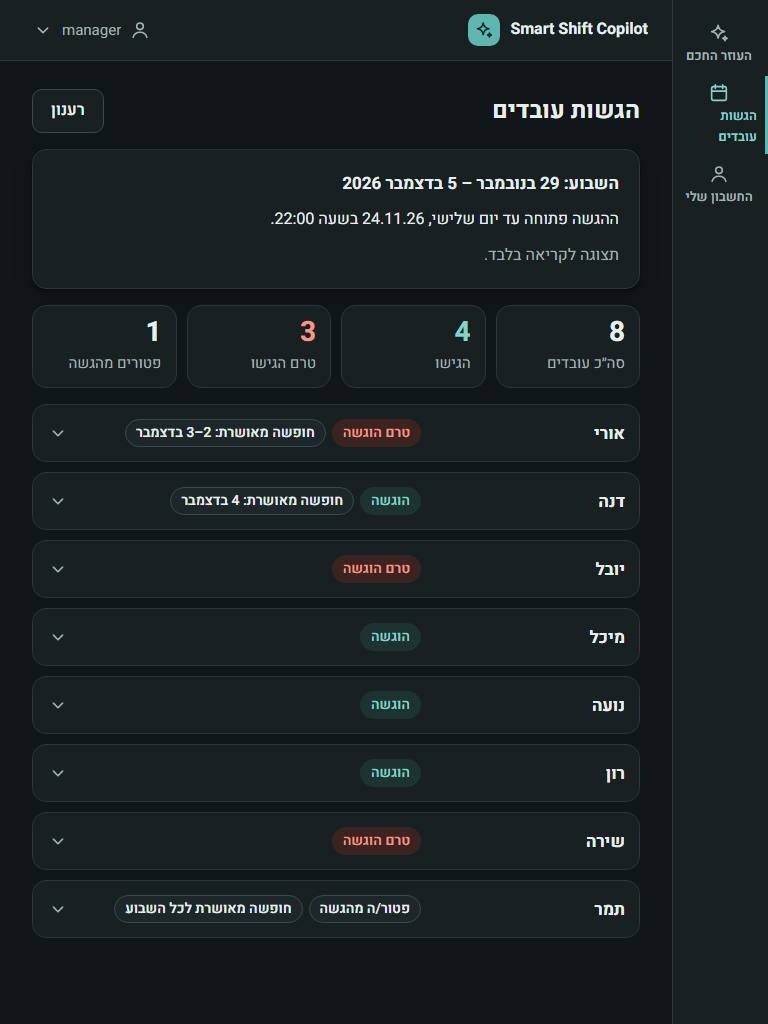 Smart Shift Copilot
manager
העוזר החכם
הגשות
עובדים
החשבון שלי
הגשות עובדים
רענון
השבוע: 29 בנובמבר – 5 בדצמבר 2026
ההגשה פתוחה עד יום שלישי, 24.11.26 בשעה 22:00.
תצוגה לקריאה בלבד.
8
סה״כ עובדים
4
הגישו
3
טרם הגישו
1
פטורים מהגשה
אורי טרם הוגשה חופשה מאושרת: 2–3 בדצמבר
דנה הוגשה חופשה מאושרת: 4 בדצמבר
יובל טרם הוגשה
מיכל הוגשה
נועה הוגשה
רון הוגשה
שירה טרם הוגשה
תמר פטור/ה מהגשה חופשה מאושרת לכל השבוע